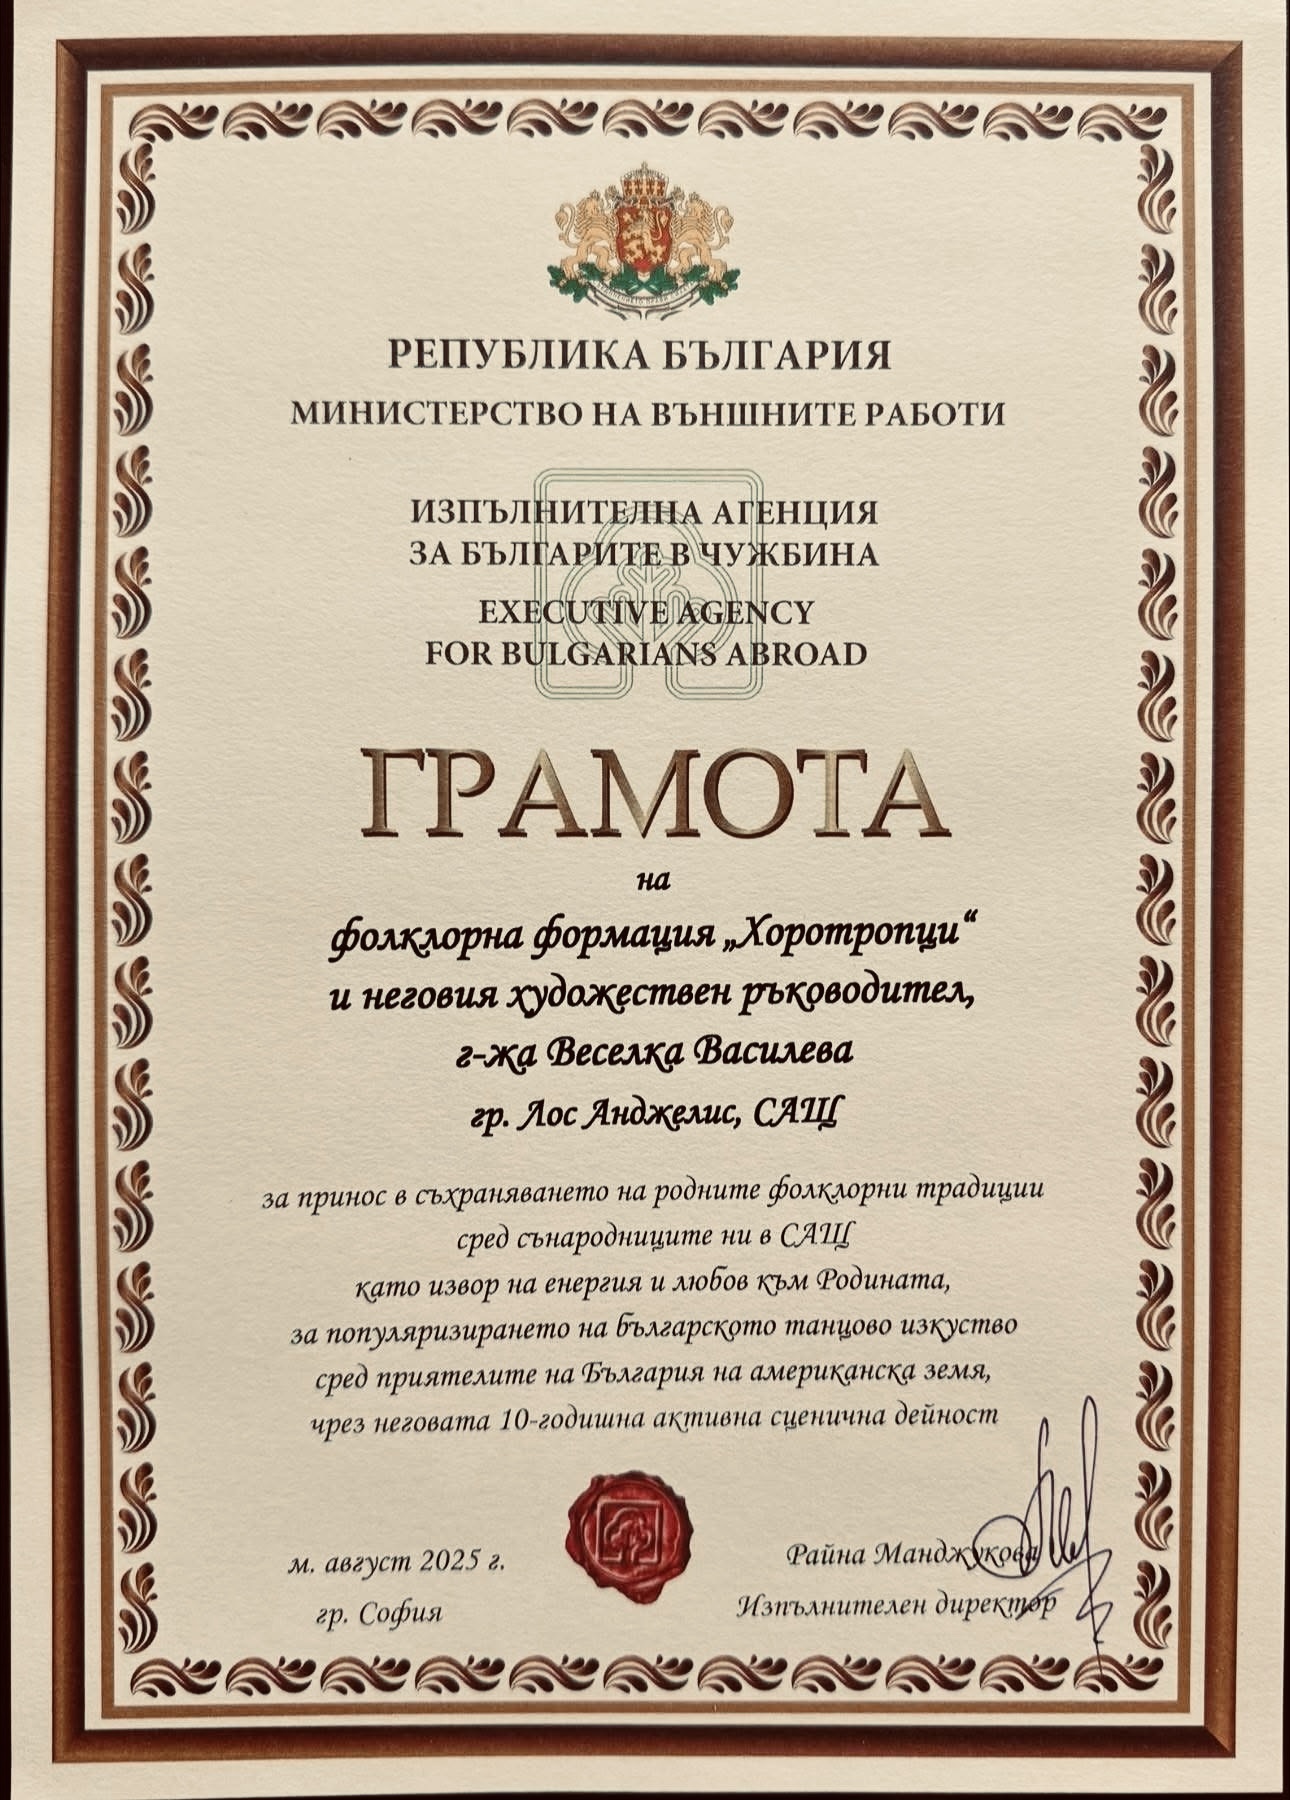 РЕПУБЛИКА БЪЛГАРИЯ
МИНИСТЕРСТВО НА ВЪНШНИТЕ РАБОТИ
ИЗПЪЛНИТЕЛНА АГЕНЦИЯ
ЗА БЪЛГАРИТЕ В ЧУЖБИНА
EXECUTIVE AGENCY
FOR BULGARIANS ABROAD
ГРАМОТА
на
фолклорна формация „Хоротропци“
и неговия художествен ръководител,
г-жа Веселка Василева
гр. Лос Анджелис, САЩ
за принос в съхраняването на родните фолклорни традиции
сред сънародниците ни в САЩ
като извор на енергия и любов към Родината,
за популяризирането на българското танцово изкуство
сред приятелите на България на американска земя,
чрез неговата 10-годишна активна сценична дейност
м. август 2025 г.
гр. София
Райна Манджукова
Изпълнителен директор